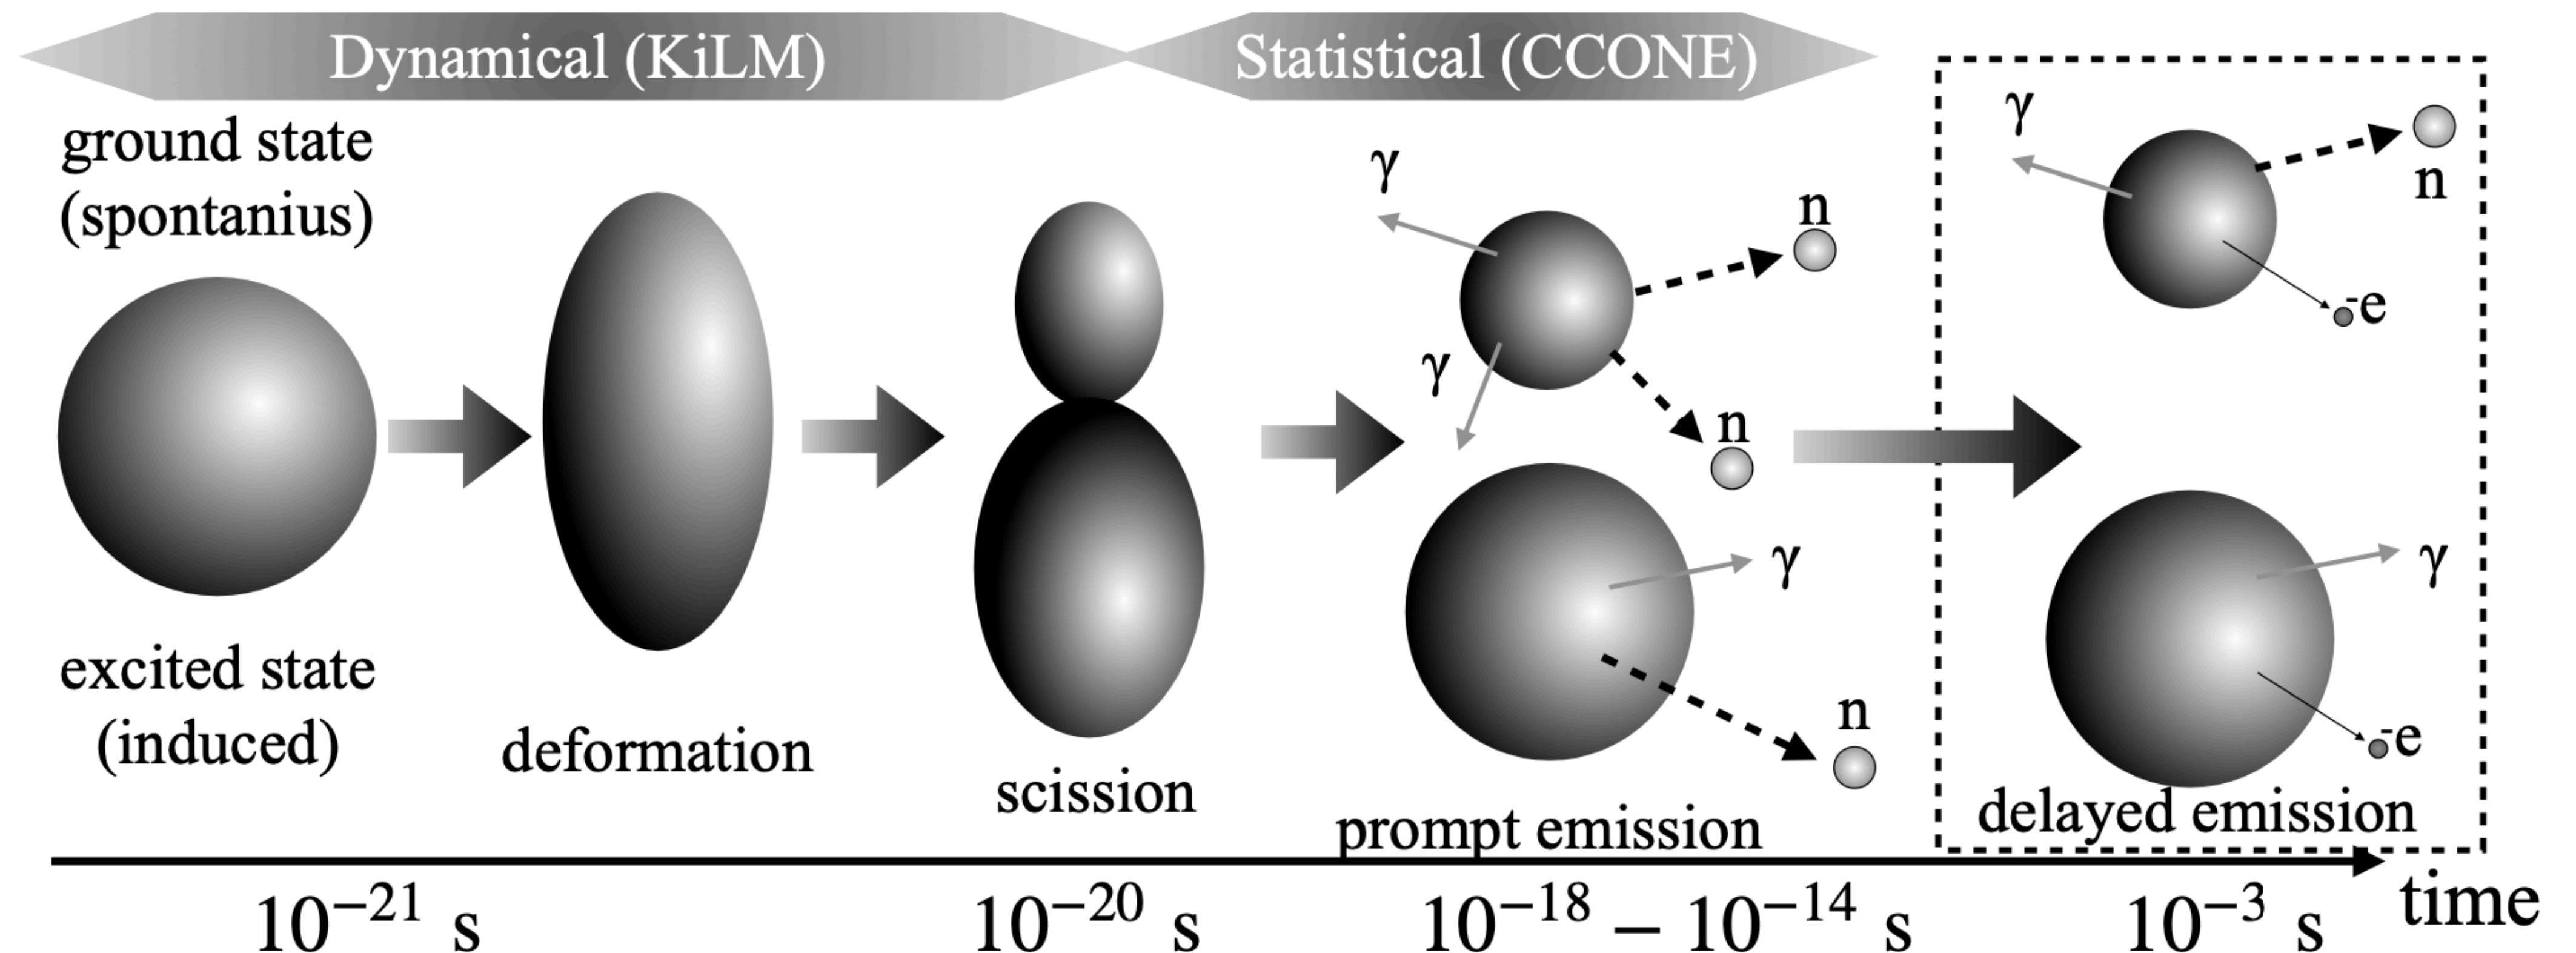 Dynamical (KiLM)
Statistical (CCONE)
ground state
(spontanius)
excited state
(induced)
deformation
scission
γ
n
γ
n
γ
n
prompt emission
γ
n
-e
γ
-e
delayed emission
10⁻²¹ s
10⁻²⁰ s
10⁻¹⁸ – 10⁻¹⁴ s
10⁻³ s
time